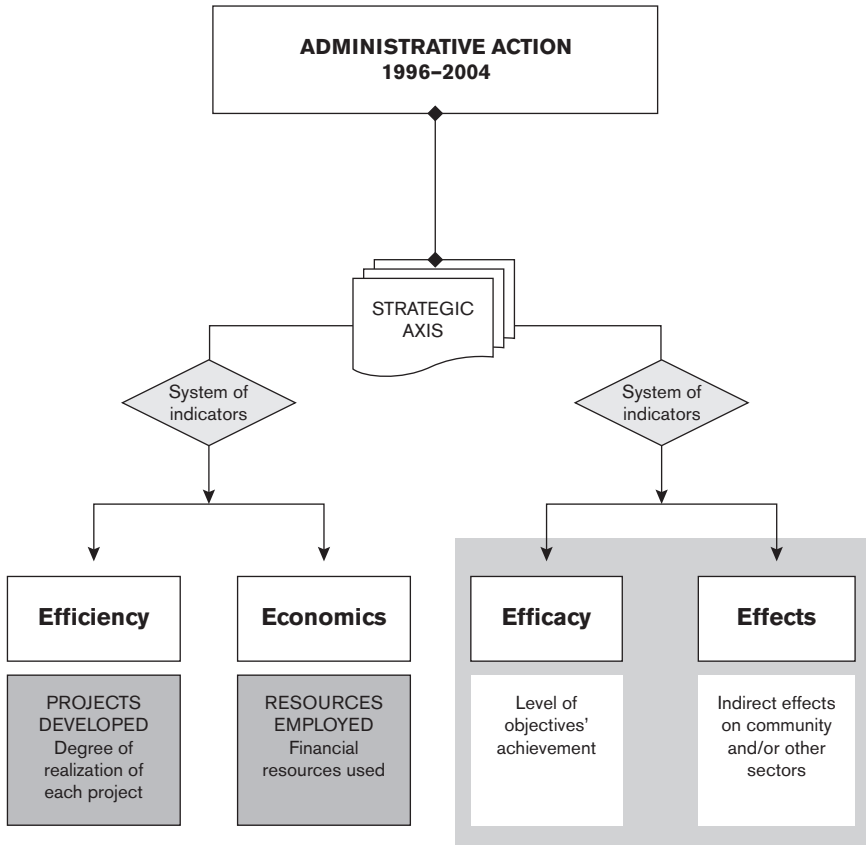 ADMINISTRATIVE ACTION
1996–2004
STRATEGIC
AXIS
System of
indicators
System of
indicators
Efficiency
Economics
Efficacy
Effects
PROJECTS
DEVELOPED
Degree of
realization of
each project
RESOURCES
EMPLOYED
Financial
resources used
Level of
objectives’
achievement
Indirect effects
on community
and/or other
sectors